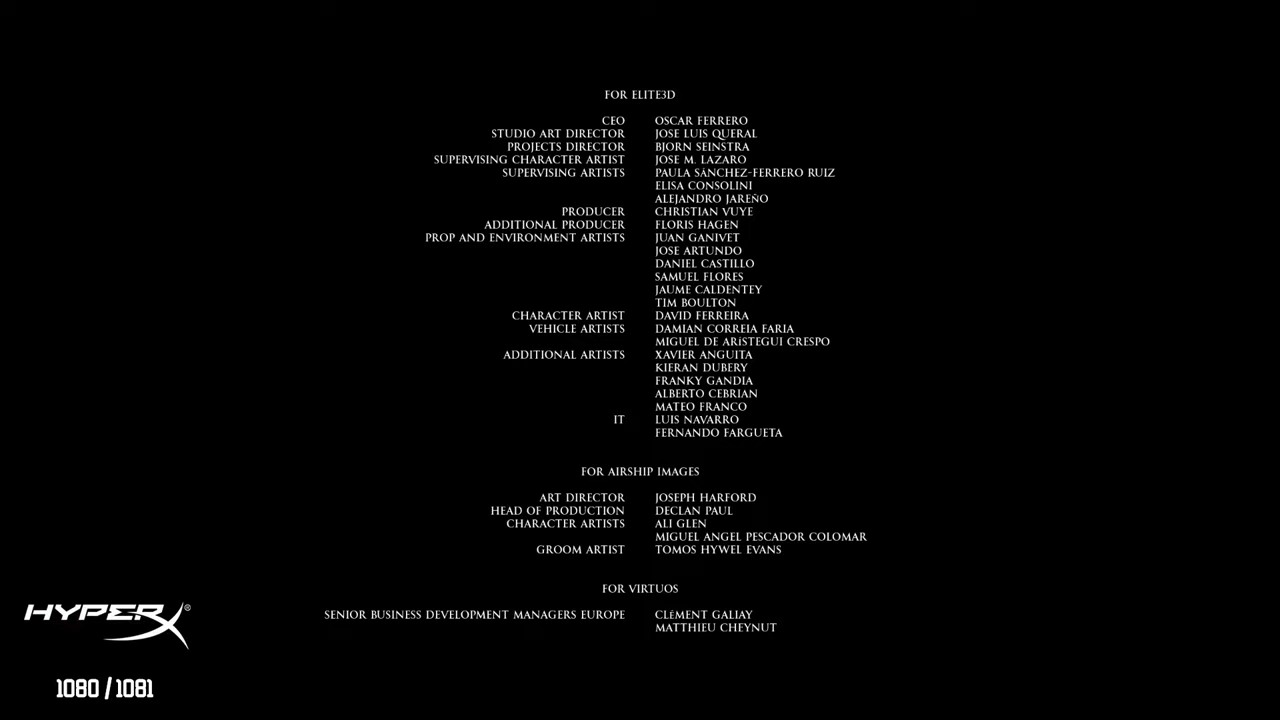 FOR ELITE3D
CEO OSCAR FERRERO
STUDIO ART DIRECTOR JOSE LUIS QUERAL
PROJECTS DIRECTOR BJORN SEINSTRA
SUPERVISING CHARACTER ARTIST JOSE M. LAZARO
SUPERVISING ARTISTS PAULA SÁNCHEZ-FERRERO RUIZ
ELISA CONSOLINI
ALEJANDRO JAREÑO
PRODUCER CHRISTIAN VUYE
ADDITIONAL PRODUCER FLORIS HAGEN
PROP AND ENVIRONMENT ARTISTS JUAN GANIVET
JOSE ARTUNDO
DANIEL CASTILLO
SAMUEL FLORES
JAUME CALDENTEY
TIM BOULTON
CHARACTER ARTIST DAVID FERREIRA
VEHICLE ARTISTS DAMIAN CORREIA FARIA
MIGUEL DE ARÍSTEGUI CRESPO
ADDITIONAL ARTISTS XAVIER ANGUITA
KIERAN DUBERY
FRANKY GANDIA
ALBERTO CEBRIAN
MATEO FRANCO
IT LUIS NAVARRO
FERNANDO FARGUETA
FOR AIRSHIP IMAGES
ART DIRECTOR JOSEPH HARFORD
HEAD OF PRODUCTION DECLAN PAUL
CHARACTER ARTISTS ALI GLEN
MIGUEL ANGEL PESCADOR COLOMAR
GROOM ARTIST TOMOS HYWEL EVANS
FOR VIRTUOS
SENIOR BUSINESS DEVELOPMENT MANAGERS EUROPE CLÉMENT GALIAY
MATTHIEU CHEYNUT
HYPERX®
1080 / 1081